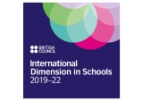 BRITISH
COUNCIL
International
Dimension in Schools
2019–22